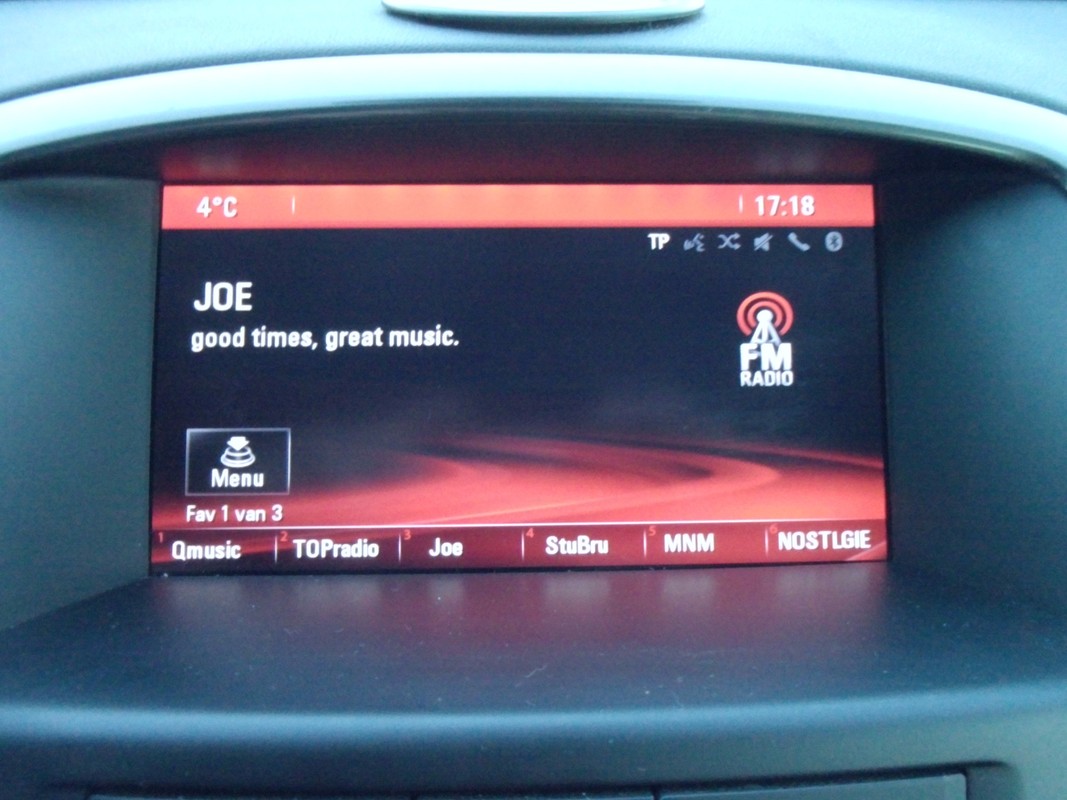 4°C 17:18
TP
JOE
good times, great music.
FM
RADIO
Menu
Fav 1 van 3
1 Qmusic 2 TOPradio 3 Joe 4 StuBru 5 MNM 6 NOSTLGIE